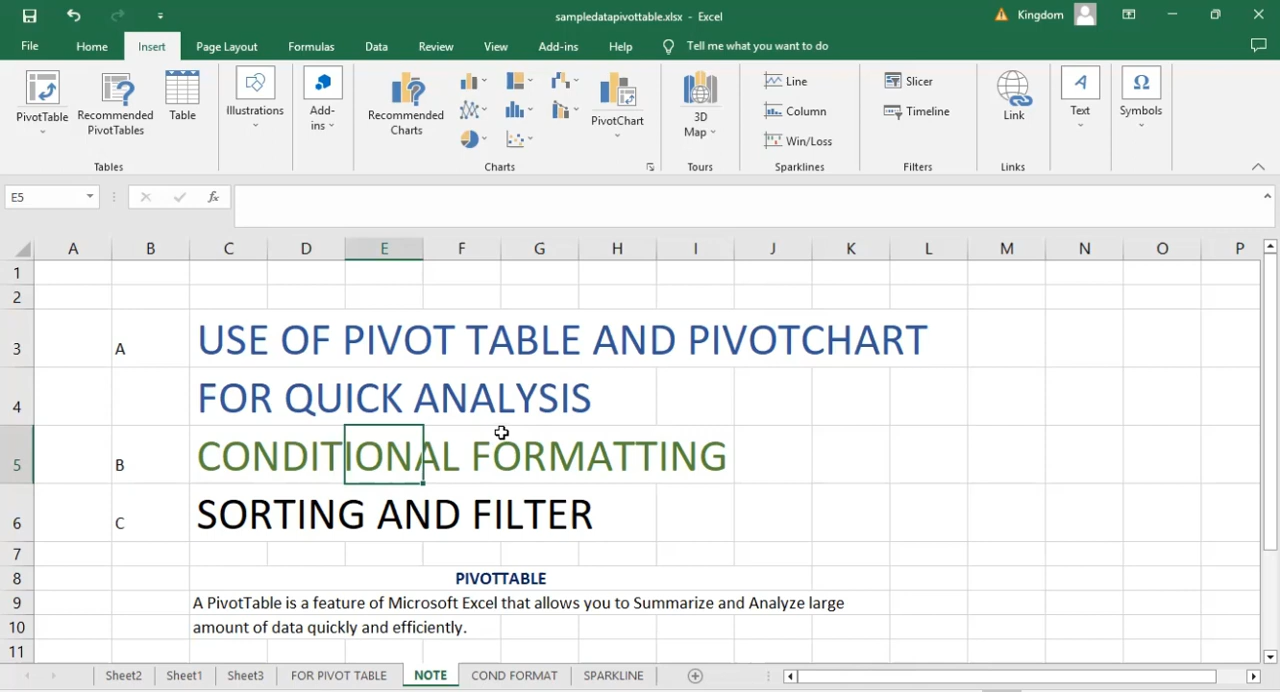 sampledatapivottable.xlsx - Excel
Kingdom
File Home Insert Page Layout Formulas Data Review View Add-ins Help Tell me what you want to do
PivotTable
Recommended
PivotTables
Table
Tables
Illustrations
Add-
ins
Recommended
Charts
PivotChart
Charts
3D
Map
Tours
Line
Column
Win/Loss
Sparklines
Slicer
Timeline
Filters
Link
Links
A
Text
Ω
Symbols
E5 fx
A B C D E F G H I J K L M N O P
1
2
3 A USE OF PIVOT TABLE AND PIVOTCHART
4 FOR QUICK ANALYSIS
5 B CONDITIONAL FORMATTING
6 C SORTING AND FILTER
7
8 PIVOTTABLE
9 A PivotTable is a feature of Microsoft Excel that allows you to Summarize and Analyze large
10 amount of data quickly and efficiently.
11
Sheet2 Sheet1 Sheet3 FOR PIVOT TABLE NOTE COND FORMAT SPARKLINE